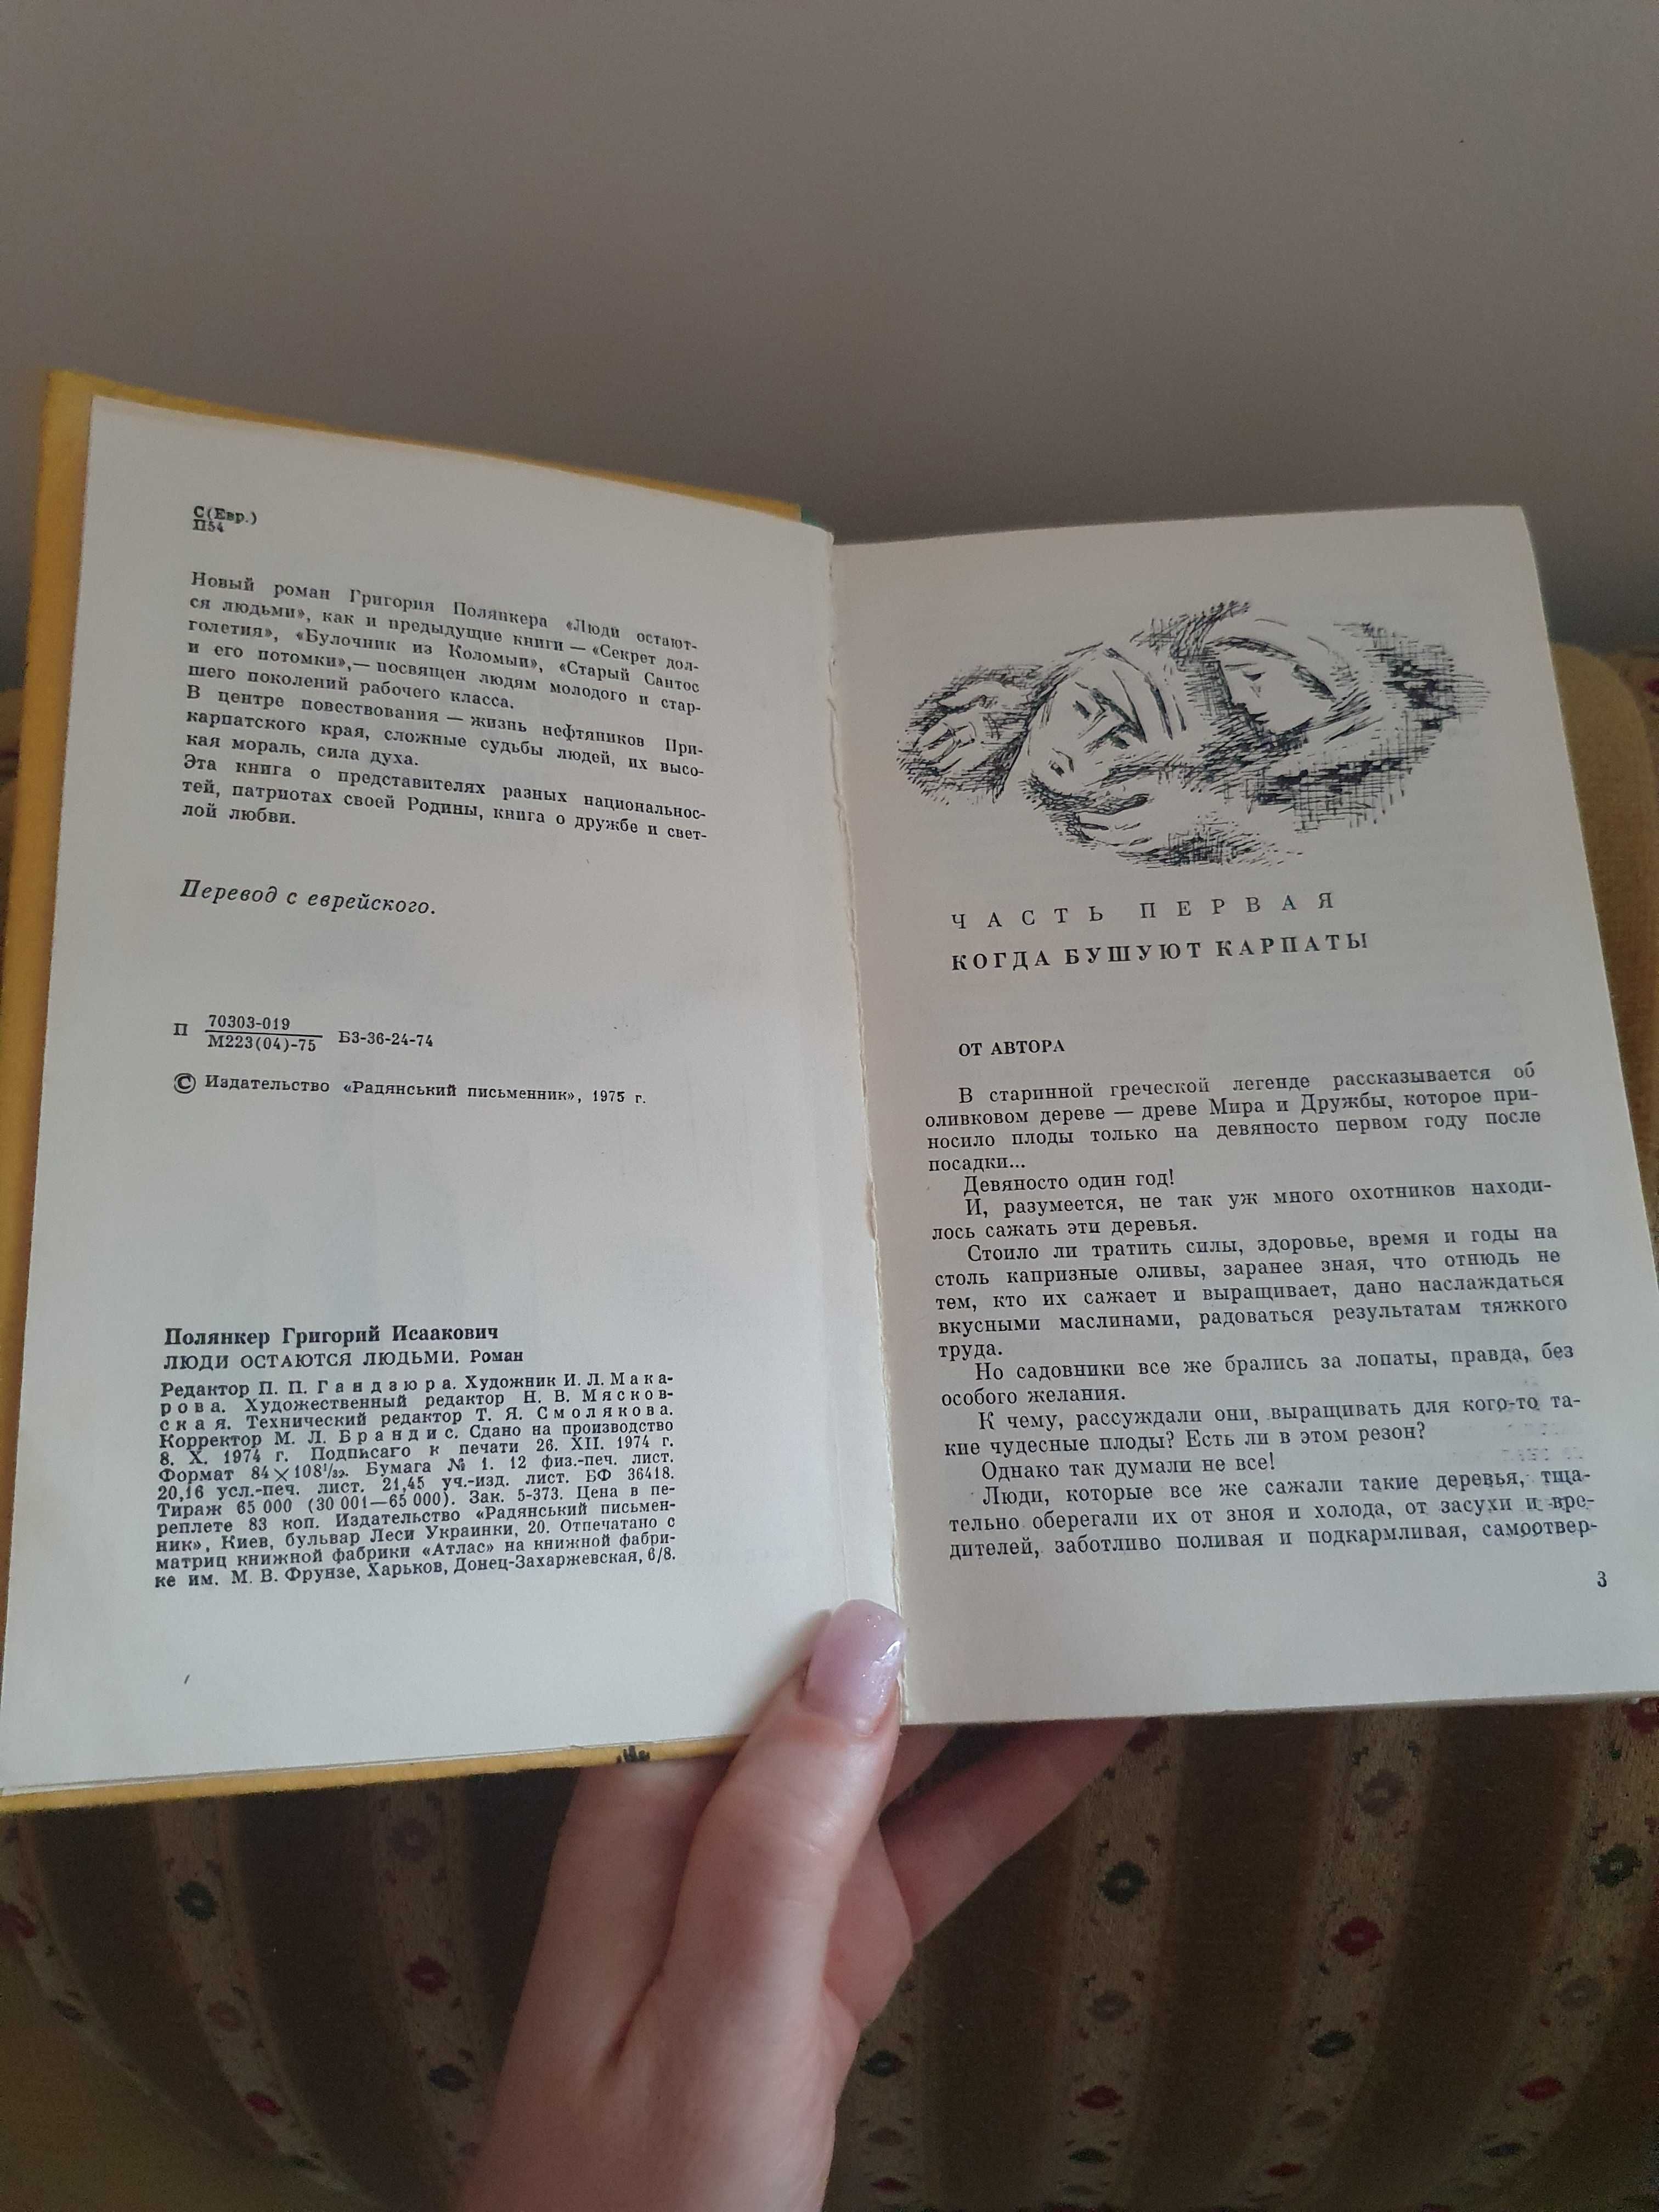 С(Евр.)
П54
Новый роман Григория Полянкера «Люди остают-
ся людьми», как и предыдущие книги — «Секрет дол-
голетия», «Булочник из Коломыи», «Старый Сантос
и его потомки»,— посвящен людям молодого и стар-
шего поколений рабочего класса.
В центре повествования — жизнь нефтяников При-
карпатского края, сложные судьбы людей, их высо-
кая мораль, сила духа.
Эта книга о представителях разных национальнос-
тей, патриотах своей Родины, книга о дружбе и свет-
лой любви.
Перевод с еврейского.
П 70303-019
М223(04)-75 БЗ-36-24-74
© Издательство «Радянський письменник», 1975 г.
Полянкер Григорий Исаакович
ЛЮДИ ОСТАЮТСЯ ЛЮДЬМИ. Роман
Редактор П. П. Гандзюра. Художник И. Л. Мака-
рова. Художественный редактор Н. В. Мясков-
ская. Технический редактор Т. Я. Смолякова.
Корректор М. Л. Брандис. Сдано на производство
8. X. 1974 г. Подписаго к печати 26. XII. 1974 г.
Формат 84×108¹/₃₂. Бумага № 1. 12 физ.-печ. лист.
20,16 усл.-печ. лист. 21,45 уч.-изд. лист. БФ 36418.
Тираж 65 000 (30 001—65 000). Зак. 5-373. Цена в пе-
реплете 83 коп. Издательство «Радянський письмен-
ник», Киев, бульвар Леси Украинки, 20. Отпечатано с
матриц книжной фабрики «Атлас» на книжной фабри-
ке им. М. В. Фрунзе, Харьков, Донец-Захаржевская, 6/8.
ЧАСТЬ ПЕРВАЯ
КОГДА БУШУЮТ КАРПАТЫ
ОТ АВТОРА
В старинной греческой легенде рассказывается об
оливковом дереве — древе Мира и Дружбы, которое при-
носило плоды только на девяносто первом году после
посадки...
Девяносто один год!
И, разумеется, не так уж много охотников находи-
лось сажать эти деревья.
Стоило ли тратить силы, здоровье, время и годы на
столь капризные оливы, заранее зная, что отнюдь не
тем, кто их сажает и выращивает, дано наслаждаться
вкусными маслинами, радоваться результатам тяжкого
труда.
Но садовники все же брались за лопаты, правда, без
особого желания.
К чему, рассуждали они, выращивать для кого-то та-
кие чудесные плоды? Есть ли в этом резон?
Однако так думали не все!
Люди, которые все же сажали такие деревья, тща-
тельно оберегали их от зноя и холода, от засухи и вре-
дителей, заботливо поливая и подкармливая, самоотвер-
3